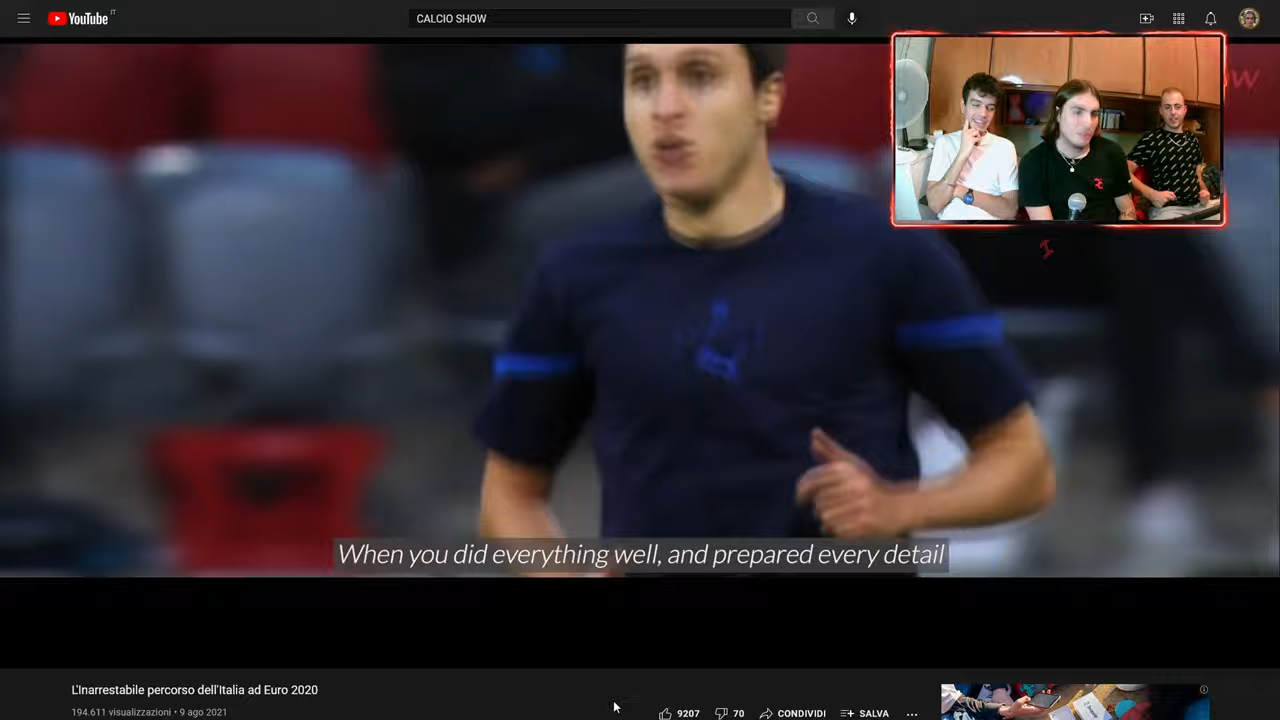 YouTube IT
CALCIO SHOW
When you did everything well, and prepared every detail
L'Inarrestabile percorso dell'Italia ad Euro 2020
194.611 visualizzazioni • 9 ago 2021
9207
70
CONDIVIDI
SALVA